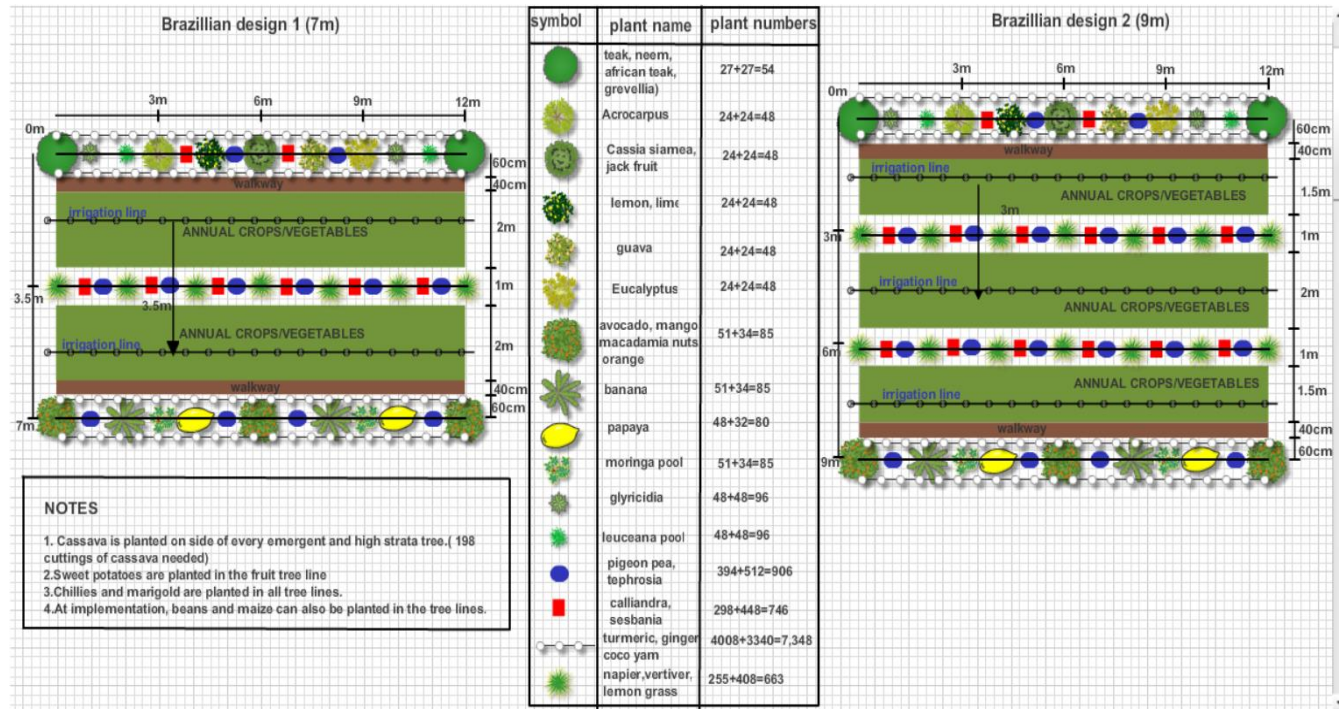 Brazillian design 1 (7m)
3m
6m
9m
12m
0m
60cm
walkway
40cm
irrigation line
ANNUAL CROPS/VEGETABLES
2m
3.5m
1m
3.5m
ANNUAL CROPS/VEGETABLES
irrigation line
2m
walkway
40cm
60cm
7m
NOTES
1. Cassava is planted on side of every emergent and high strata tree.( 198
cuttings of cassava needed)
2.Sweet potatoes are planted in the fruit tree line
3.Chillies and marigold are planted in all tree lines.
4.At implementation, beans and maize can also be planted in the tree lines.
symbol plant name plant numbers
teak, neem,
african teak,
grevellia)
27+27=54
Acrocarpus 24+24=48
Cassia siamea,
jack fruit
24+24=48
lemon, lime 24+24=48
guava 24+24=48
Eucalyptus 24+24=48
avocado, mango
macadamia nuts
orange
51+34=85
banana 51+34=85
papaya 48+32=80
moringa pool 51+34=85
glyricidia 48+48=96
leuceana pool 48+48=96
pigeon pea,
tephrosia
394+512=906
calliandra,
sesbania
298+448=746
turmeric, ginger
coco yam
4008+3340=7,348
napier,vertiver,
lemon grass
255+408=663
Brazillian design 2 (9m)
3m
6m
9m
12m
0m
60cm
walkway
40cm
irrigation line
ANNUAL CROPS/VEGETABLES
1.5m
3m
3m
1m
irrigation line
2m
ANNUAL CROPS/VEGETABLES
6m
1m
ANNUAL CROPS/VEGETABLES
1.5m
irrigation line
walkway
40cm
9m
60cm